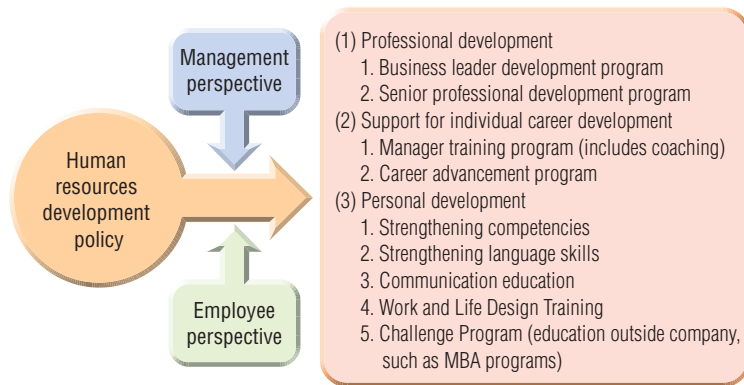 Management
perspective
Human
resources
development
policy
Employee
perspective
(1) Professional development
1. Business leader development program
2. Senior professional development program
(2) Support for individual career development
1. Manager training program (includes coaching)
2. Career advancement program
(3) Personal development
1. Strengthening competencies
2. Strengthening language skills
3. Communication education
4. Work and Life Design Training
5. Challenge Program (education outside company,
such as MBA programs)